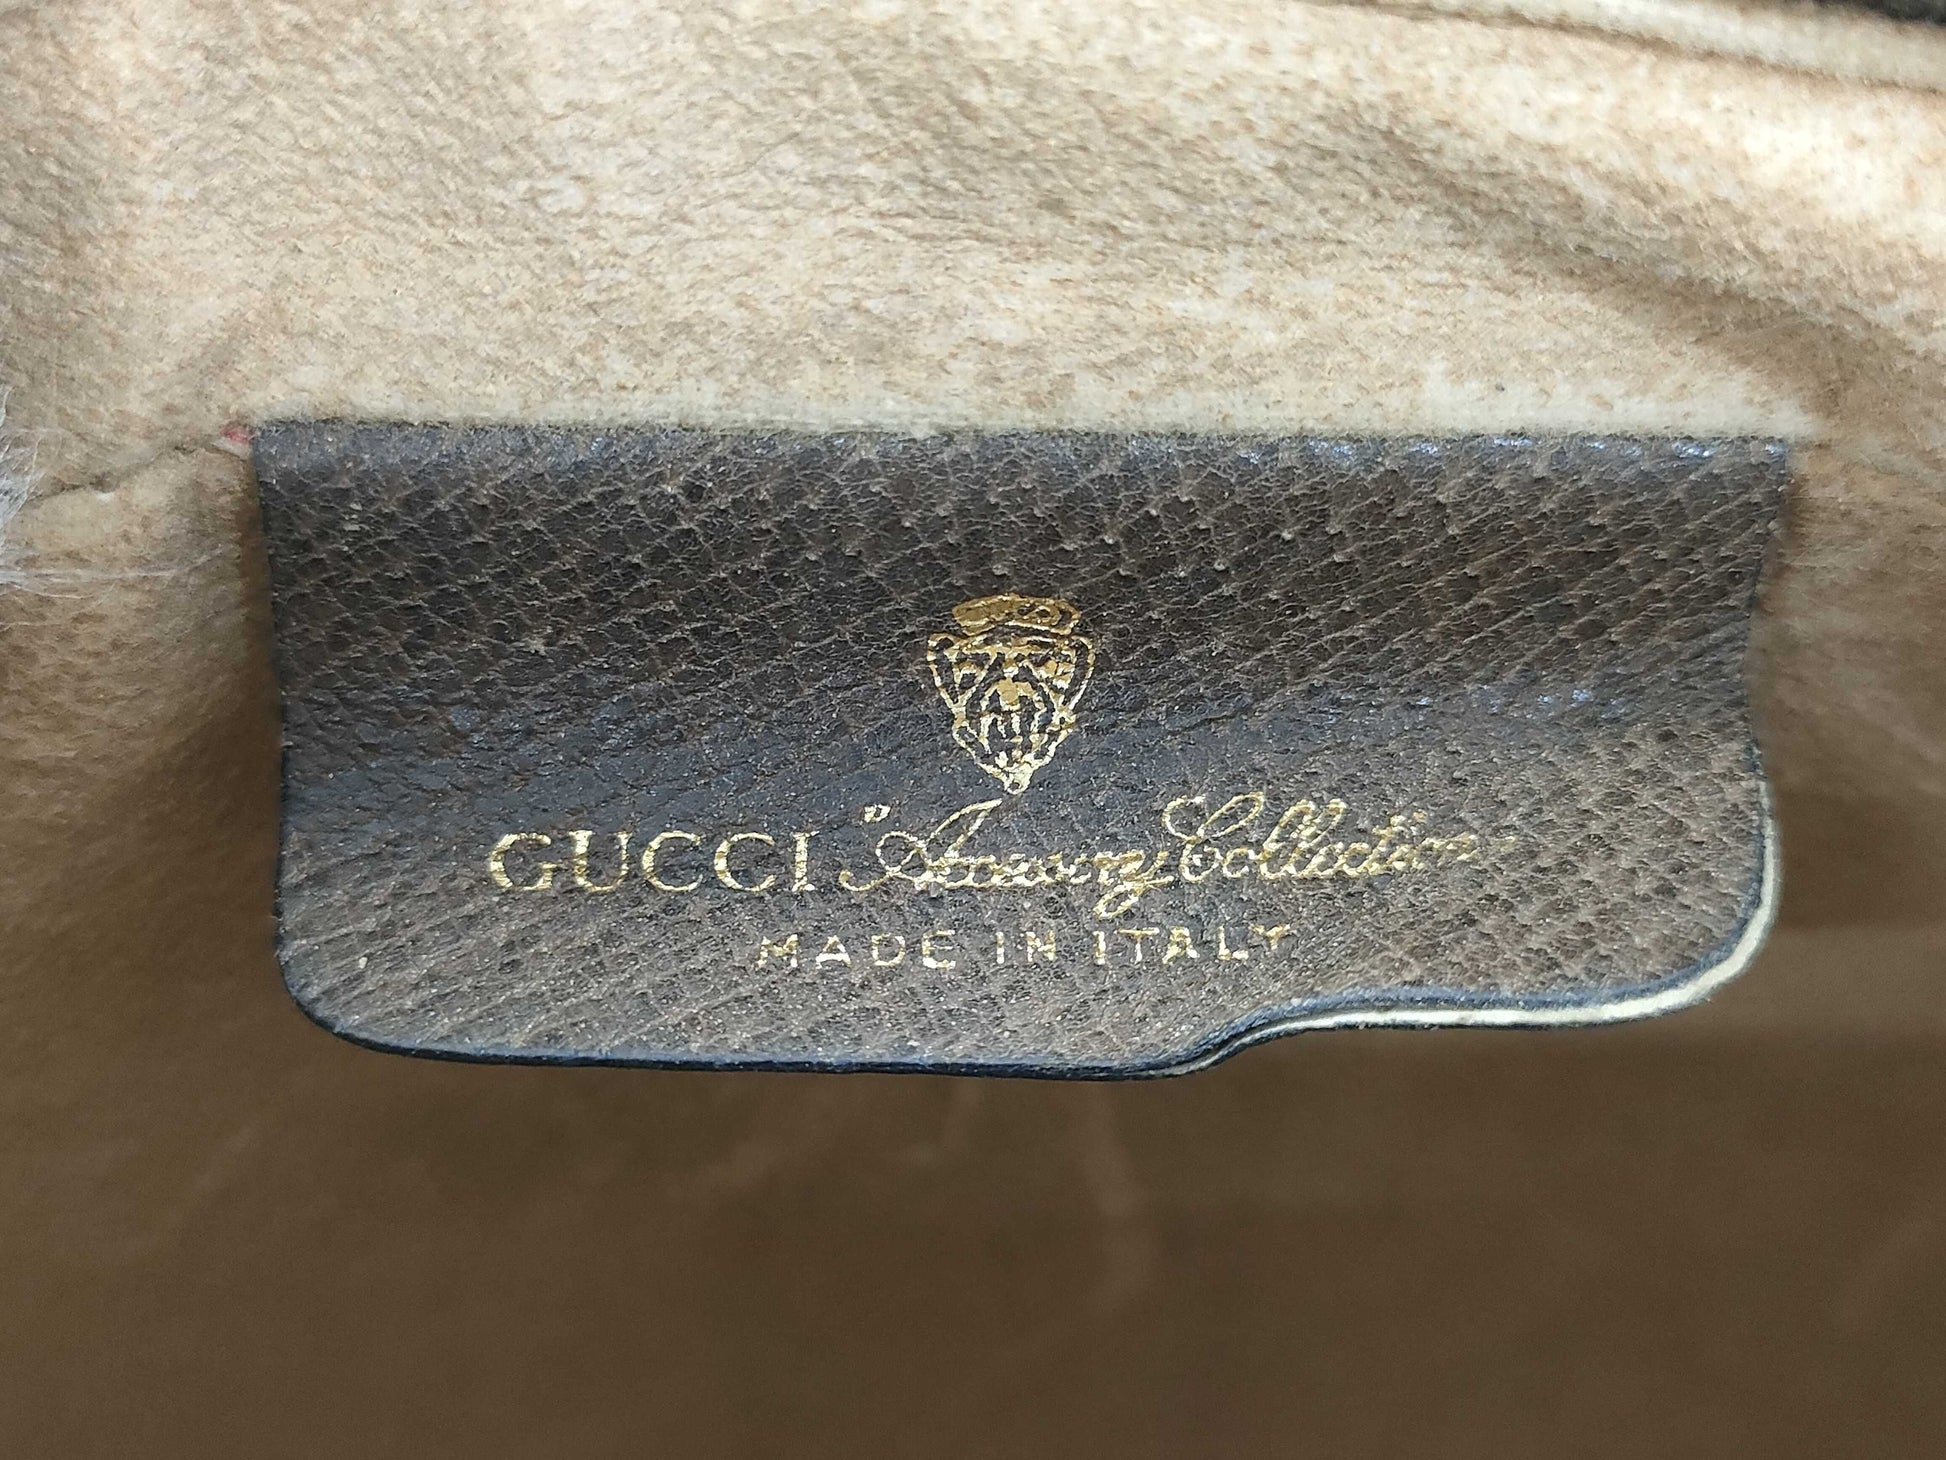 GUCCI "Accessory Collection
MADE IN ITALY